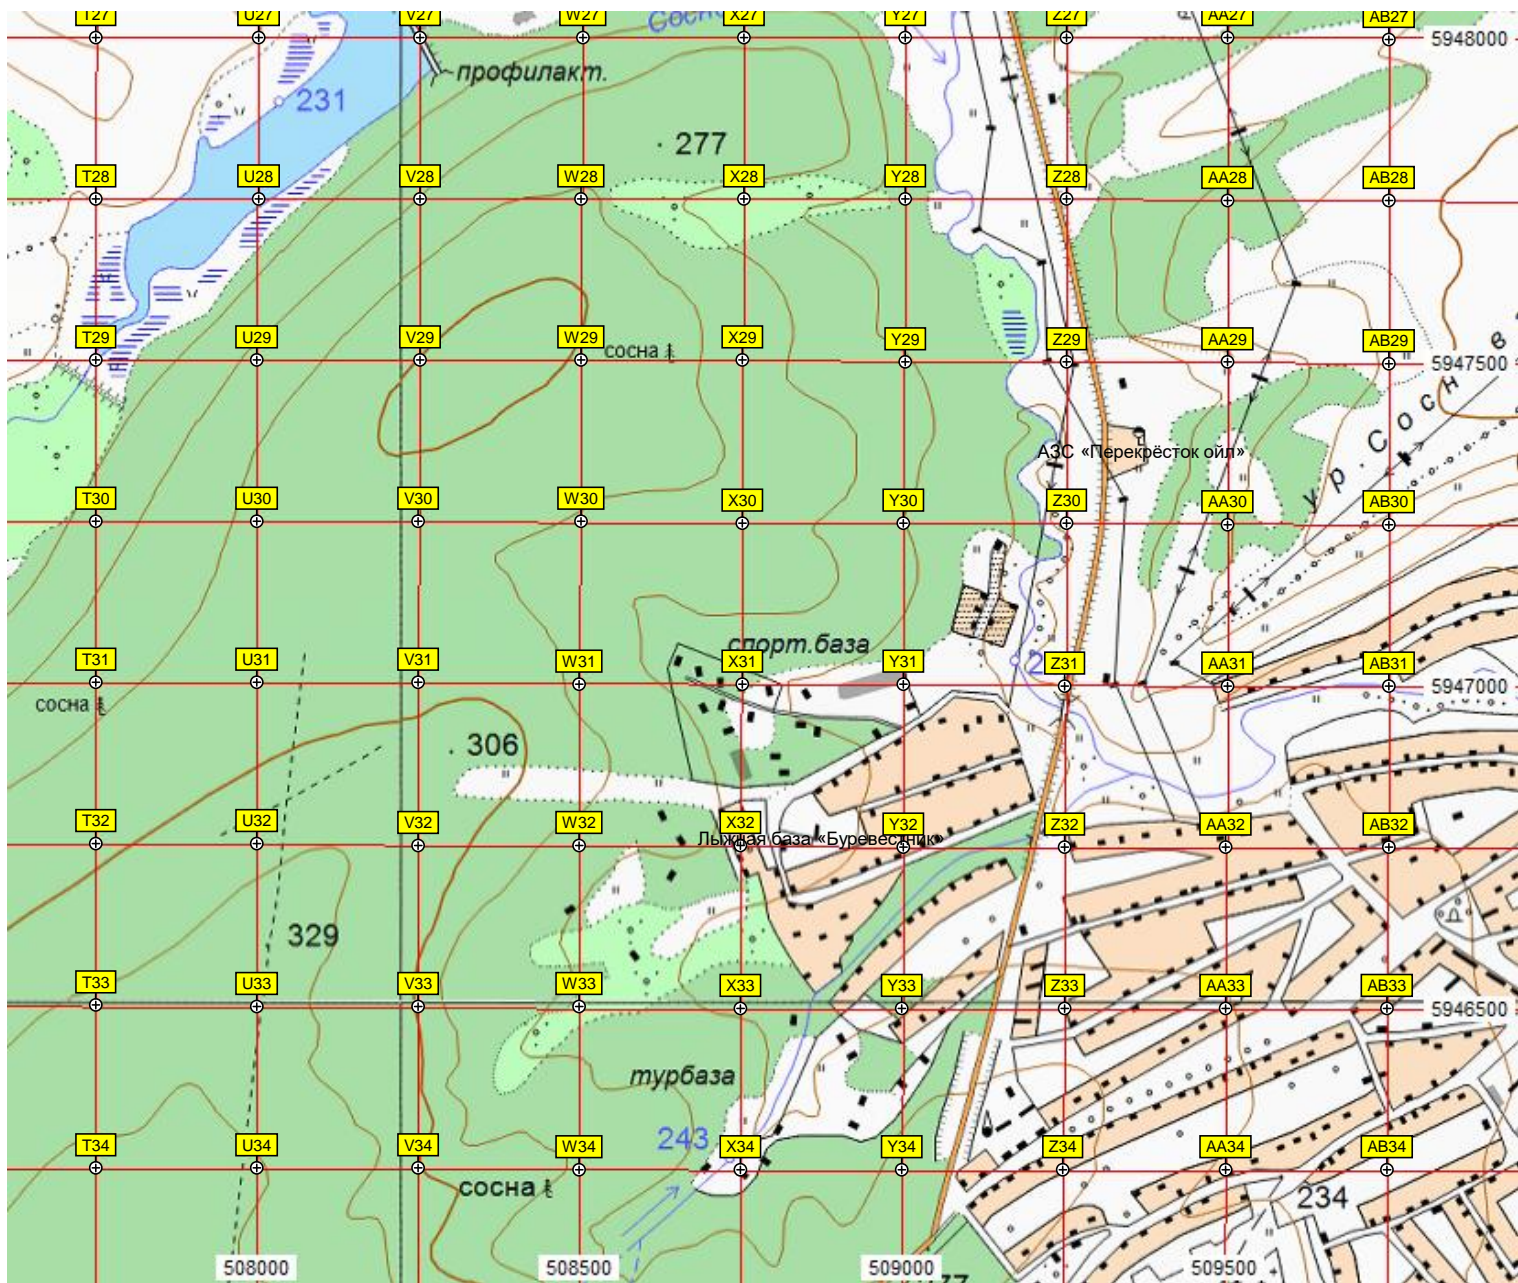 T27 U27 V27 W27 X27 Y27 Z27 AA27 AB27
5948000
профилакт.
231
277
T28 U28 V28 W28 X28 Y28 Z28 AA28 AB28
T29 U29 V29 W29 X29 Y29 Z29 AA29 AB29
сосна
5947500
ур. Сосн
АЗС «Перекрёсток ойл»
T30 U30 V30 W30 X30 Y30 Z30 AA30 AB30
спорт.база
T31 U31 V31 W31 X31 Y31 Z31 AA31 AB31
5947000
сосна
306
T32 U32 V32 W32 X32 Y32 Z32 AA32 AB32
Лыжная база «Буревестник»
329
T33 U33 V33 W33 X33 Y33 Z33 AA33 AB33
5946500
турбаза
243
T34 U34 V34 W34 X34 Y34 Z34 AA34 AB34
сосна
234
508000 508500 509000 509500